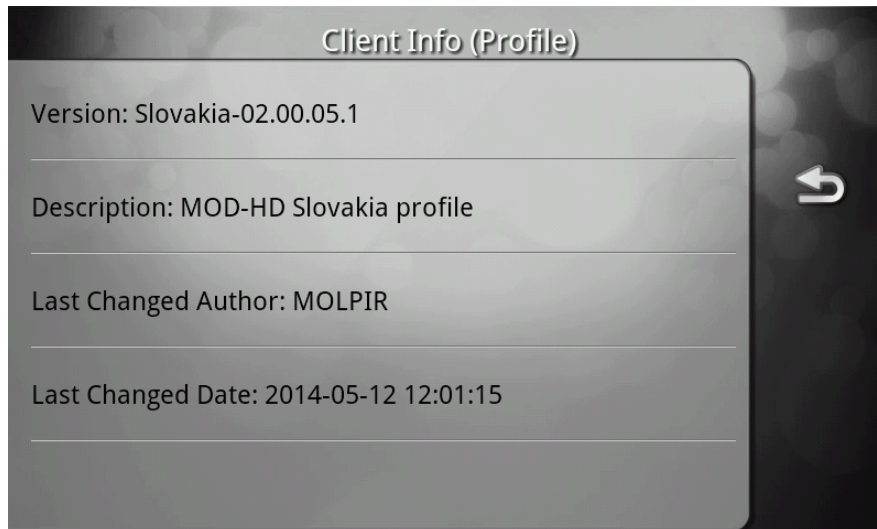 Client Info (Profile)
Version: Slovakia-02.00.05.1
Description: MOD-HD Slovakia profile
Last Changed Author: MOLPIR
Last Changed Date: 2014-05-12 12:01:15